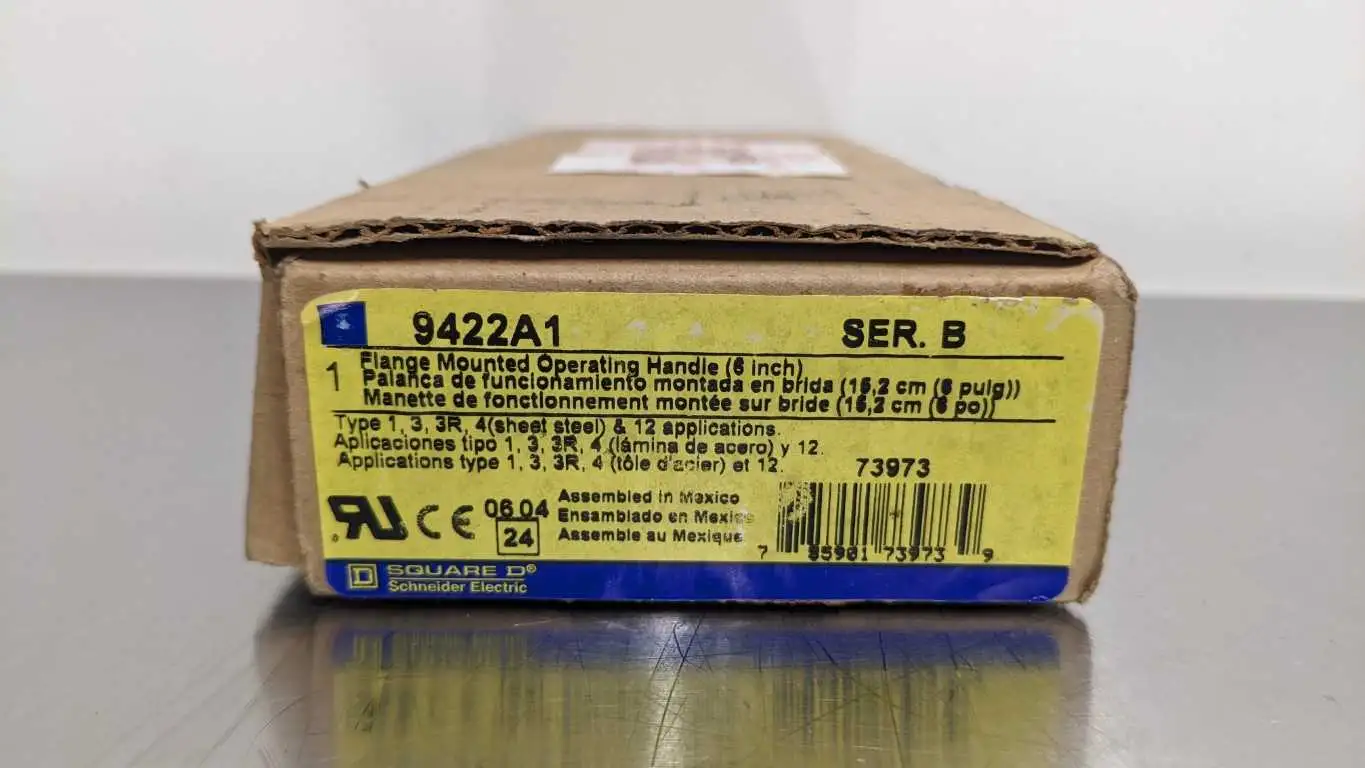 9422A1 SER. B
1 Flange Mounted Operating Handle (6 inch)
Palanca de funcionamiento montada en brida (15,2 cm (6 pulg))
Manette de fonctionnement montée sur bride (15,2 cm (6 po))
Type 1, 3, 3R, 4(sheet steel) & 12 applications.
Aplicaciones tipo 1, 3, 3R, 4 (lámina de acero) y 12.
Applications type 1, 3, 3R, 4 (tôle d'acier) et 12.
73973
06 04
24
Assembled in Mexico
Ensamblado en Mexico
Assemble au Mexique
CE
7 85901 73973 9
D SQUARE D®
Schneider Electric